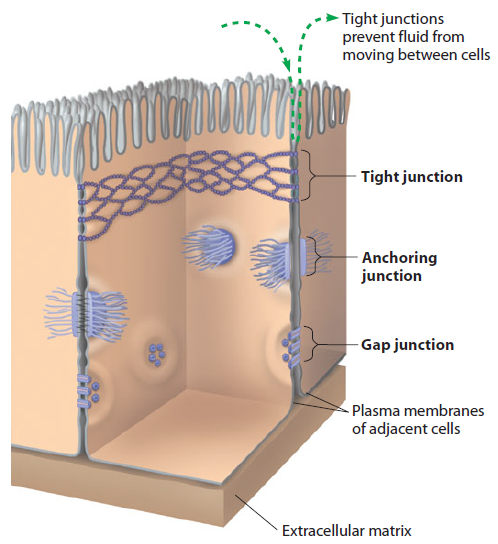 Tight junctions
prevent fluid from
moving between cells
Tight junction
Anchoring
junction
Gap junction
Plasma membranes
of adjacent cells
Extracellular matrix